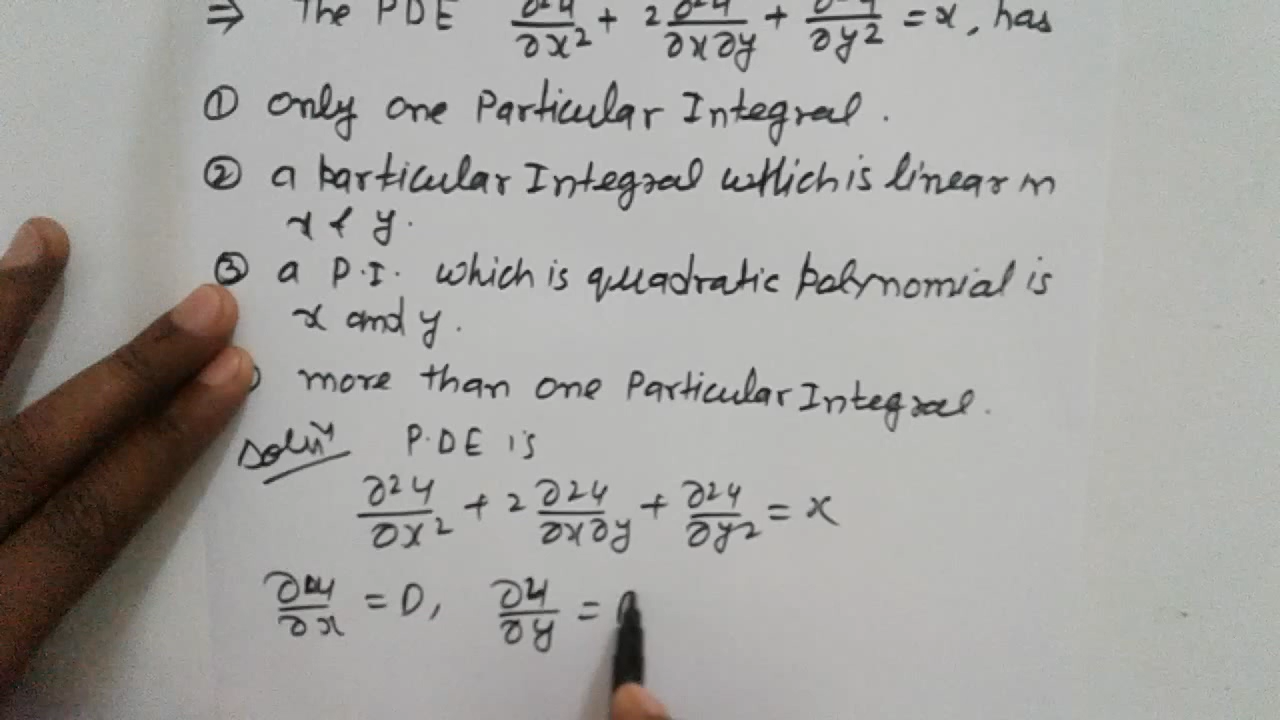 ⇒ The PDE ∂²u/∂x² + 2 ∂²u/∂x∂y + ∂²u/∂y² = x, has
① only one Particular Integral.
② a particular Integral which is linear in
x & y.
③ a P.I. which is quadratic polynomial is
x and y.
) more than one Particular Integral.
Soluⁿ P.DE is
∂²u/∂x² + 2 ∂²u/∂x∂y + ∂²u/∂y² = x
∂u/∂x = D, ∂u/∂y =